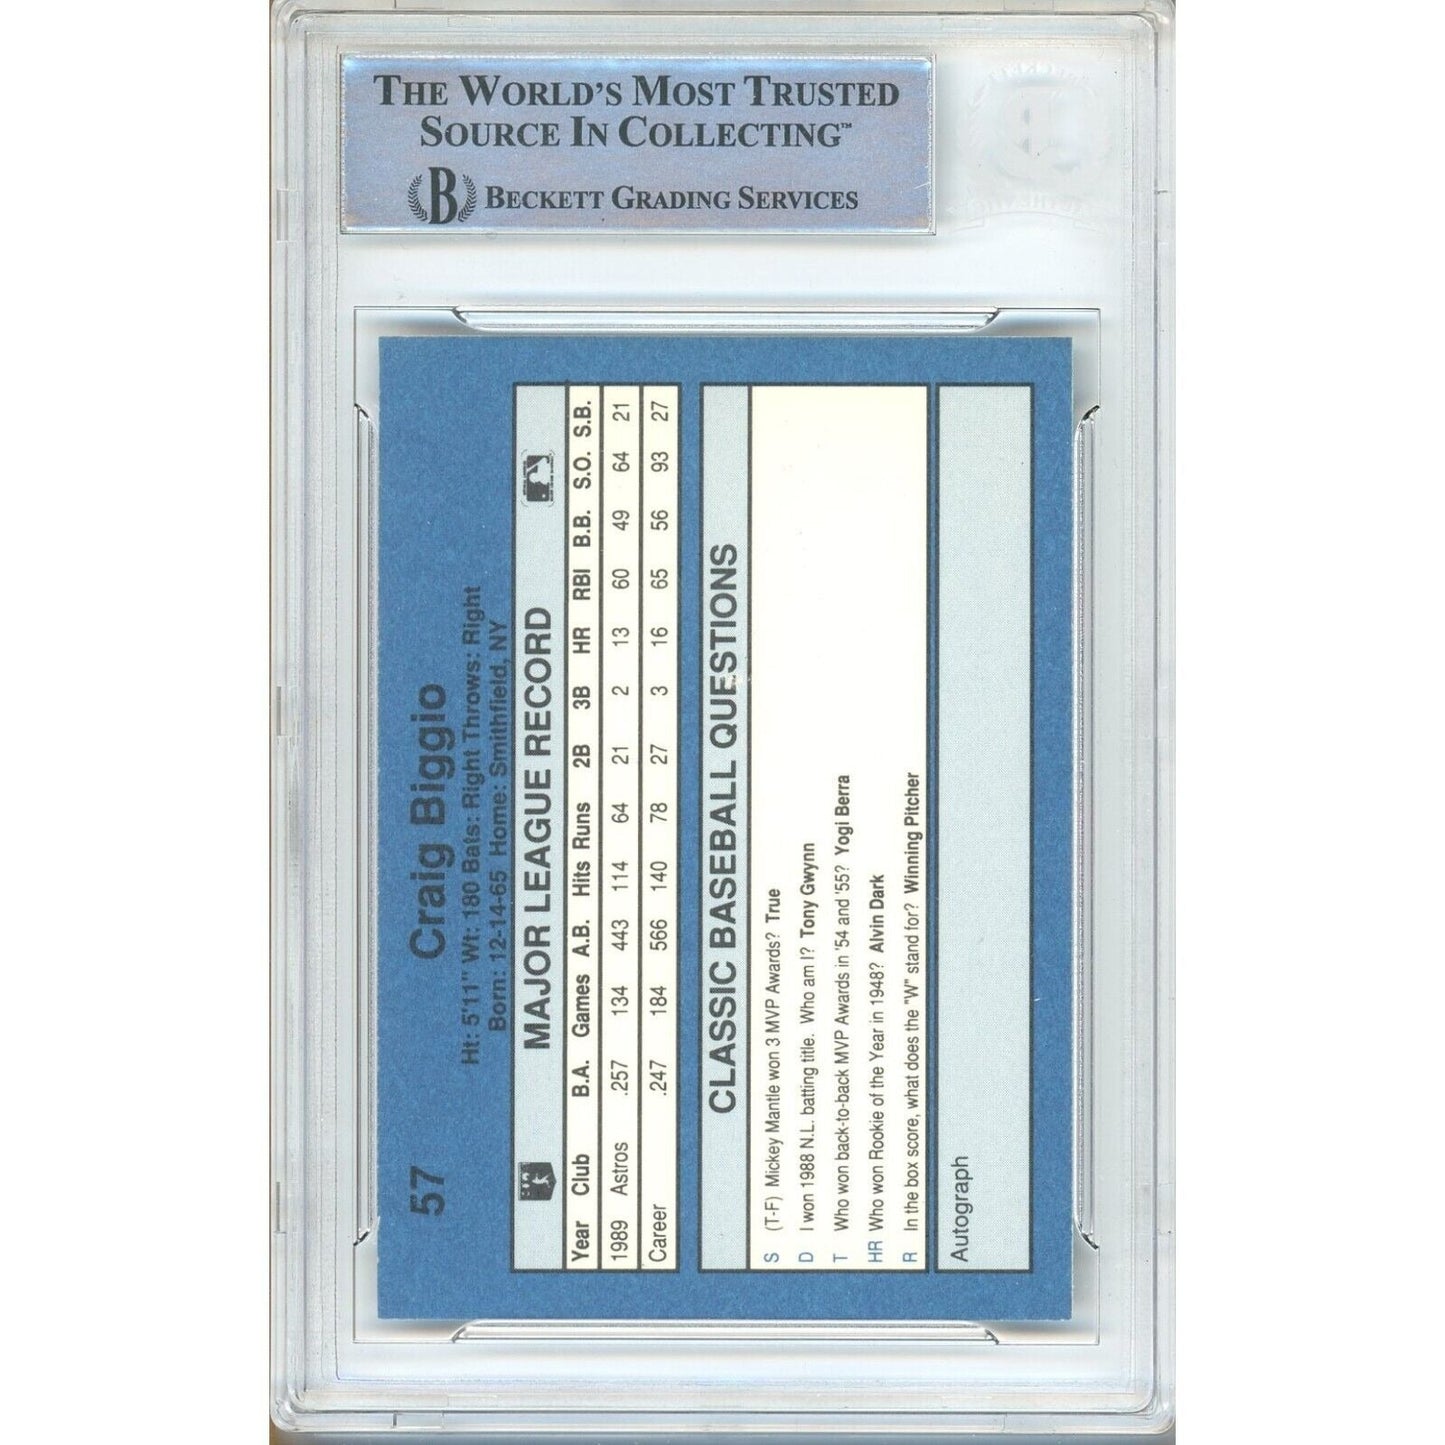 THE WORLD'S MOST TRUSTED
SOURCE IN COLLECTING™
B BECKETT GRADING SERVICES
57 Craig Biggio
Ht: 5'11" Wt: 180 Bats: Right Throws: Right
Born: 12-14-65 Home: Smithfield, NY
MAJOR LEAGUE RECORD
Year Club B.A. Games A.B. Hits Runs 2B 3B HR RBI B.B. S.O. S.B.
1989 Astros .257 134 443 114 64 21 2 13 60 49 64 21
Career .247 184 566 140 78 27 3 16 65 56 93 27
CLASSIC BASEBALL QUESTIONS
S (T-F) Mickey Mantle won 3 MVP Awards? True
D I won 1988 N.L. batting title. Who am I? Tony Gwynn
T Who won back-to-back MVP Awards in '54 and '55? Yogi Berra
HR Who won Rookie of the Year in 1948? Alvin Dark
R In the box score, what does the "W" stand for? Winning Pitcher
Autograph